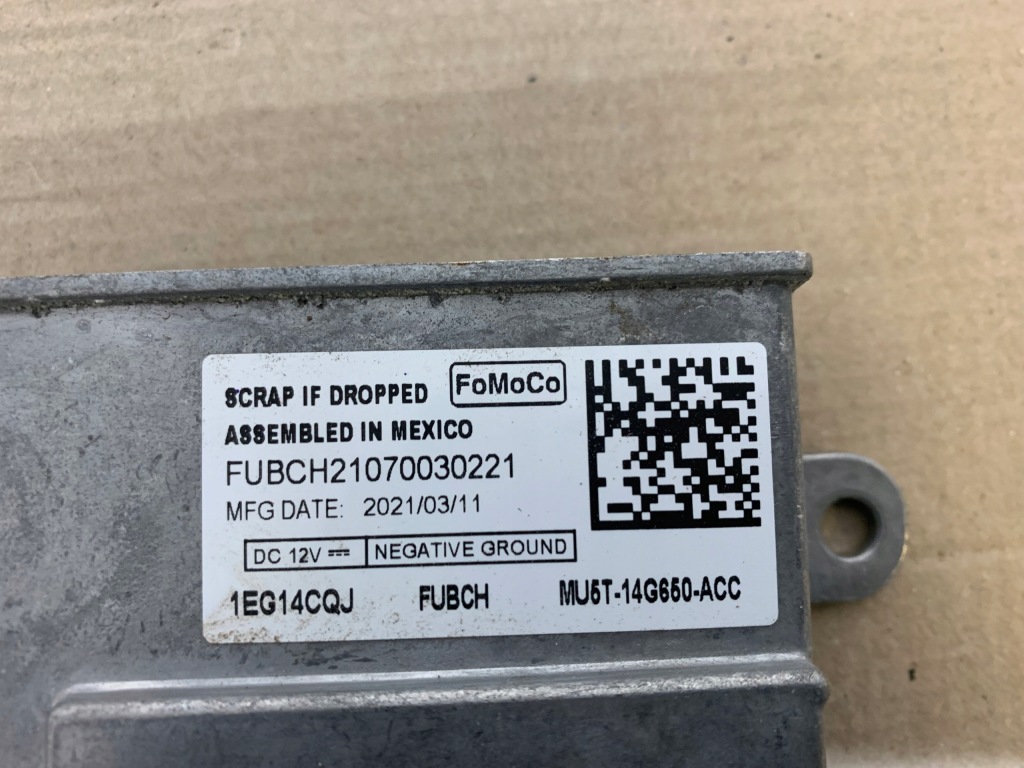 SCRAP IF DROPPED FoMoCo
ASSEMBLED IN MEXICO
FUBCH21070030221
MFG DATE: 2021/03/11
DC 12V ⎓ NEGATIVE GROUND
1EG14CQJ FUBCH MU5T-14G650-ACC